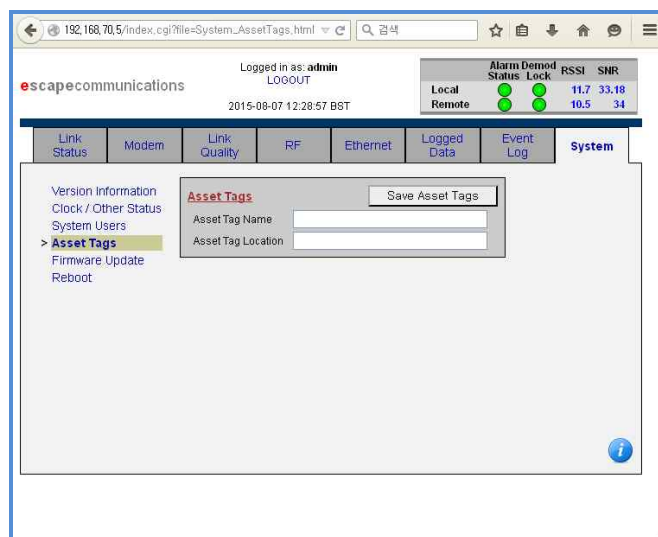 192,168,70,5/index,cgi?file=System_AssetTags,html
검색
escapecommunications
Logged in as: admin
LOGOUT
2015-08-07 12:28:57 BST
Alarm Status Demod Lock RSSI SNR
Local 11.7 33.18
Remote 10.5 34
Link Status
Modem
Link Quality
RF
Ethernet
Logged Data
Event Log
System
Version Information
Clock / Other Status
System Users
> Asset Tags
Firmware Update
Reboot
Asset Tags
Save Asset Tags
Asset Tag Name
Asset Tag Location
i